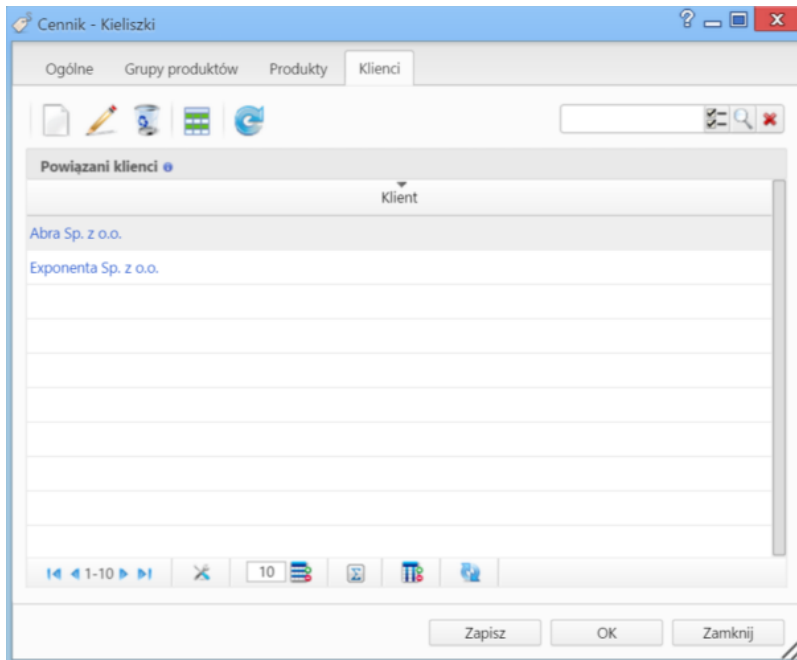 Cennik - Kieliszki
Ogólne Grupy produktów Produkty Klienci
Powiązani klienci
Klient
Abra Sp. z o.o.
Exponenta Sp. z o.o.
1-10 10
Zapisz OK Zamknij